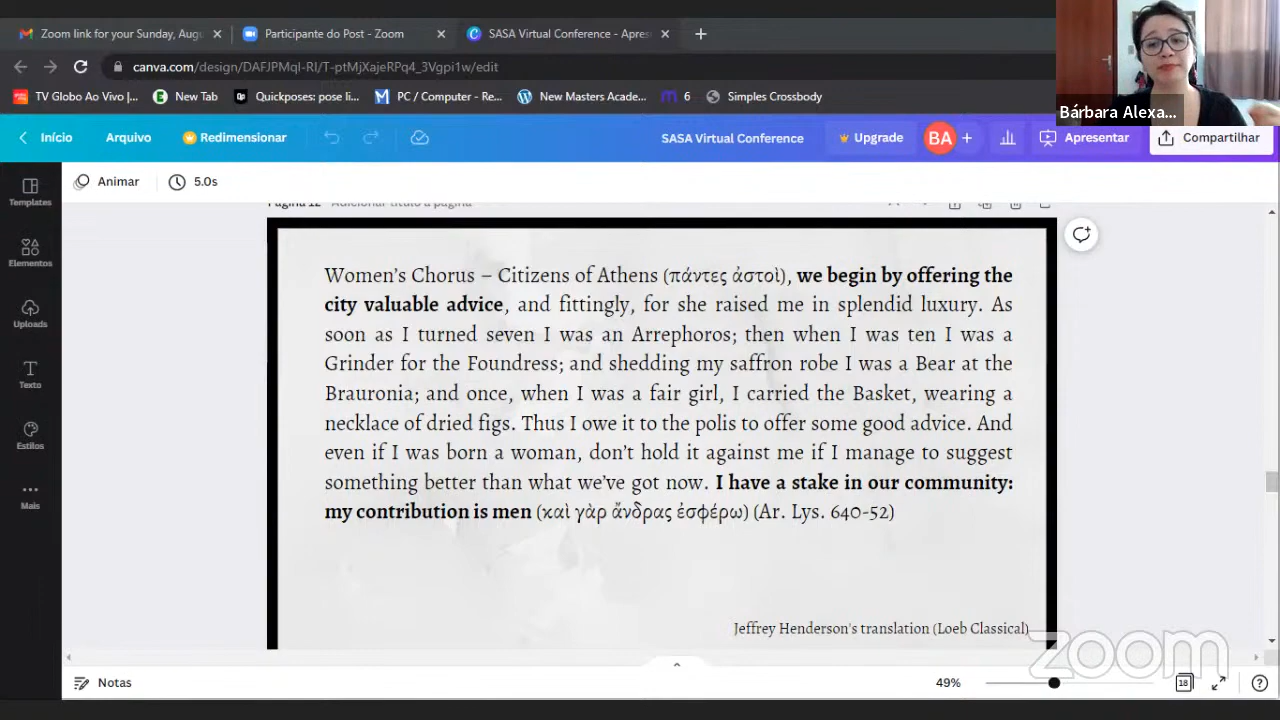 Zoom link for your Sunday, Augu
Participante do Post - Zoom
SASA Virtual Conference - Apres
canva.com/design/DAFJPMqI-RI/T-ptMjXajeRPq4_3Vgpi1w/edit
TV Globo Ao Vivo |...
New Tab
Quickposes: pose li...
PC / Computer - Re...
New Masters Acade...
6
Simples Crossbody
Bárbara Alexa...
Início
Arquivo
Redimensionar
SASA Virtual Conference
Upgrade
BA
Apresentar
Compartilhar
Animar
5.0s
Templates
Elementos
Uploads
Texto
Estilos
Mais
Página 12 - Adicionar título à página
Women's Chorus – Citizens of Athens (πάντες ἀστοὶ), we begin by offering the
city valuable advice, and fittingly, for she raised me in splendid luxury. As
soon as I turned seven I was an Arrephoros; then when I was ten I was a
Grinder for the Foundress; and shedding my saffron robe I was a Bear at the
Brauronia; and once, when I was a fair girl, I carried the Basket, wearing a
necklace of dried figs. Thus I owe it to the polis to offer some good advice. And
even if I was born a woman, don't hold it against me if I manage to suggest
something better than what we've got now. I have a stake in our community:
my contribution is men (καὶ γὰρ ἄνδρας ἐσφέρω) (Ar. Lys. 640-52)
Jeffrey Henderson's translation (Loeb Classical)
zoom
Notas
49%
18